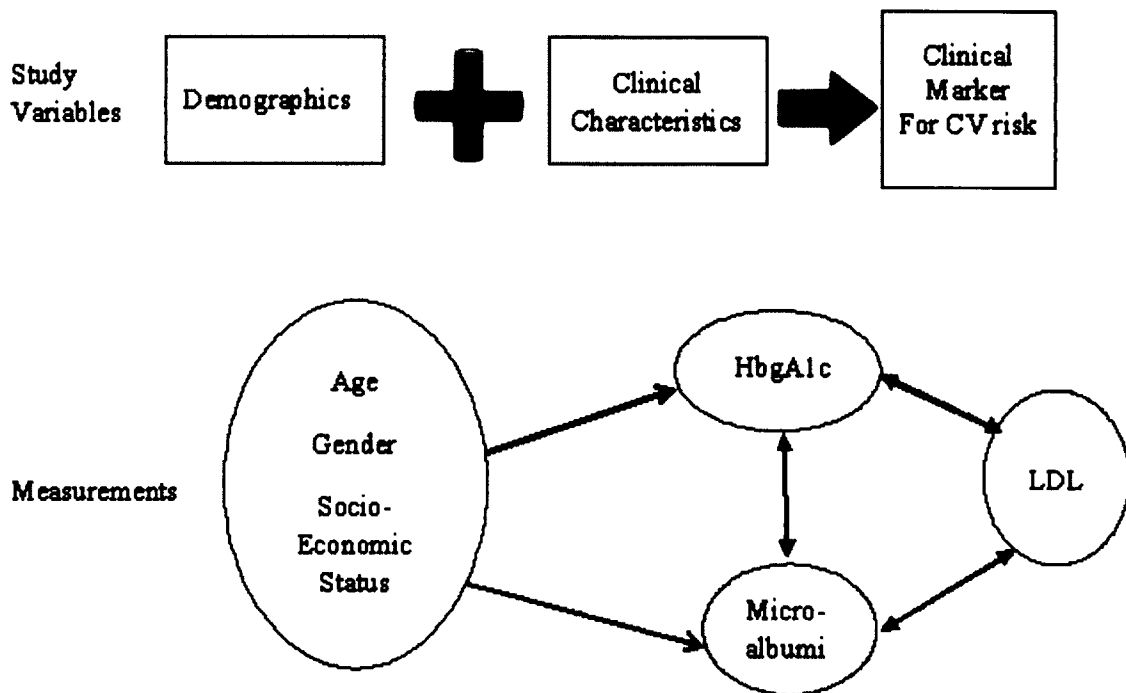 Study
Variables
Demographics
Clinical
Characteristics
Clinical
Marker
For CV risk
Measurements
Age
Gender
Socio-
Economic
Status
HbgA1c
Micro-
albumi
LDL